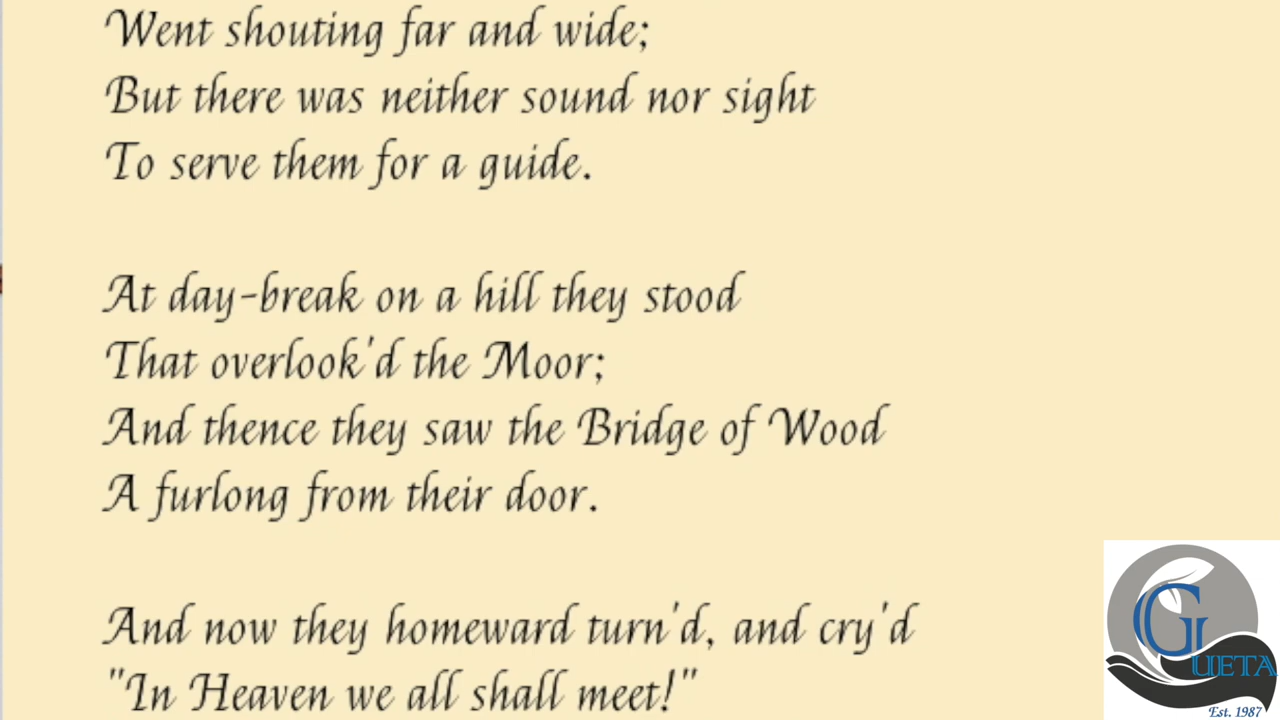 Went shouting far and wide;
But there was neither sound nor sight
To serve them for a guide.
At day-break on a hill they stood
That overlook'd the Moor;
And thence they saw the Bridge of Wood
A furlong from their door.
And now they homeward turn'd, and cry'd
"In Heaven we all shall meet!"
GUETA
Est. 1987